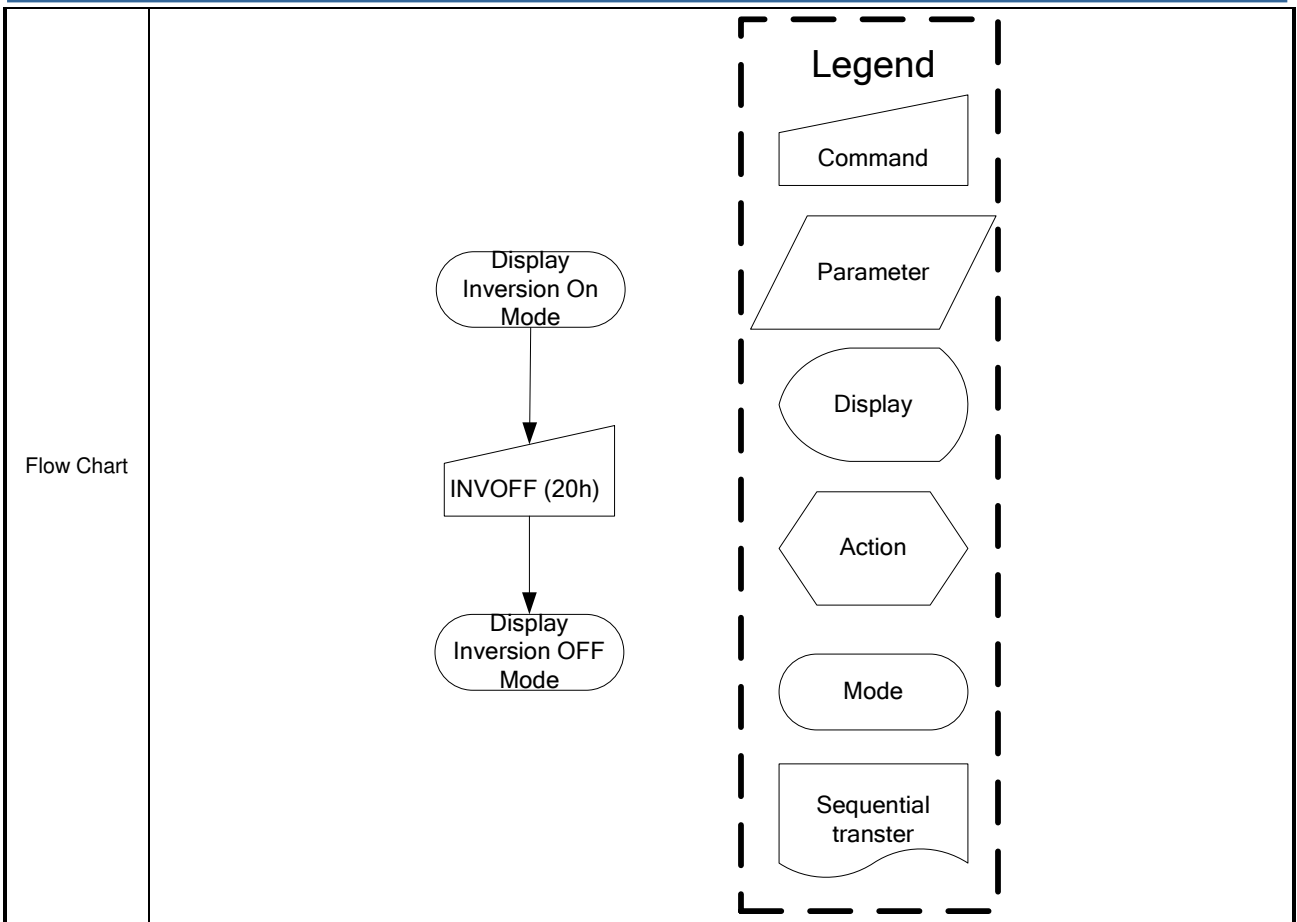 Flow Chart
Display
Inversion On
Mode
INVOFF (20h)
Display
Inversion OFF
Mode
Legend
Command
Parameter
Display
Action
Mode
Sequential
transter